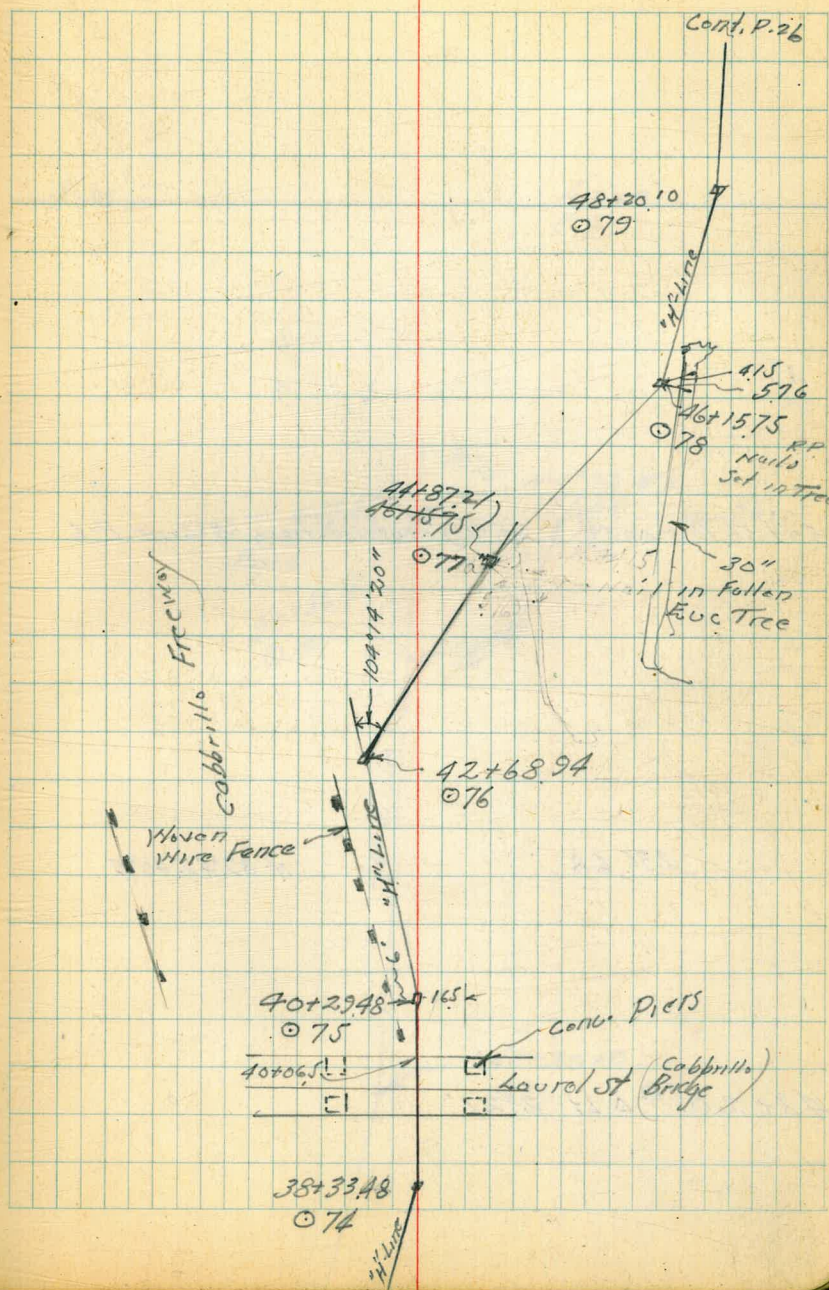 Cont. P. 26
48+20.10
⊙ 79
"H" Line
4.15
5.76
46+15.75
⊙ 78
R.P.
Nails
Set in Tree
44+87.21
46+15.75
⊙ 77
30"
Nail in Fallen
Euc Tree
104°14'20"
Cabbrillo Freeway
42+68.94
⊙ 76
Woven
Wire Fence
"H" Line
6'
40+29.48
165'
⊙ 75
Conc. Piers
40+06.5
Laurel St (Cabbrillo
Bridge)
38+33.48
⊙ 74
"H" Line